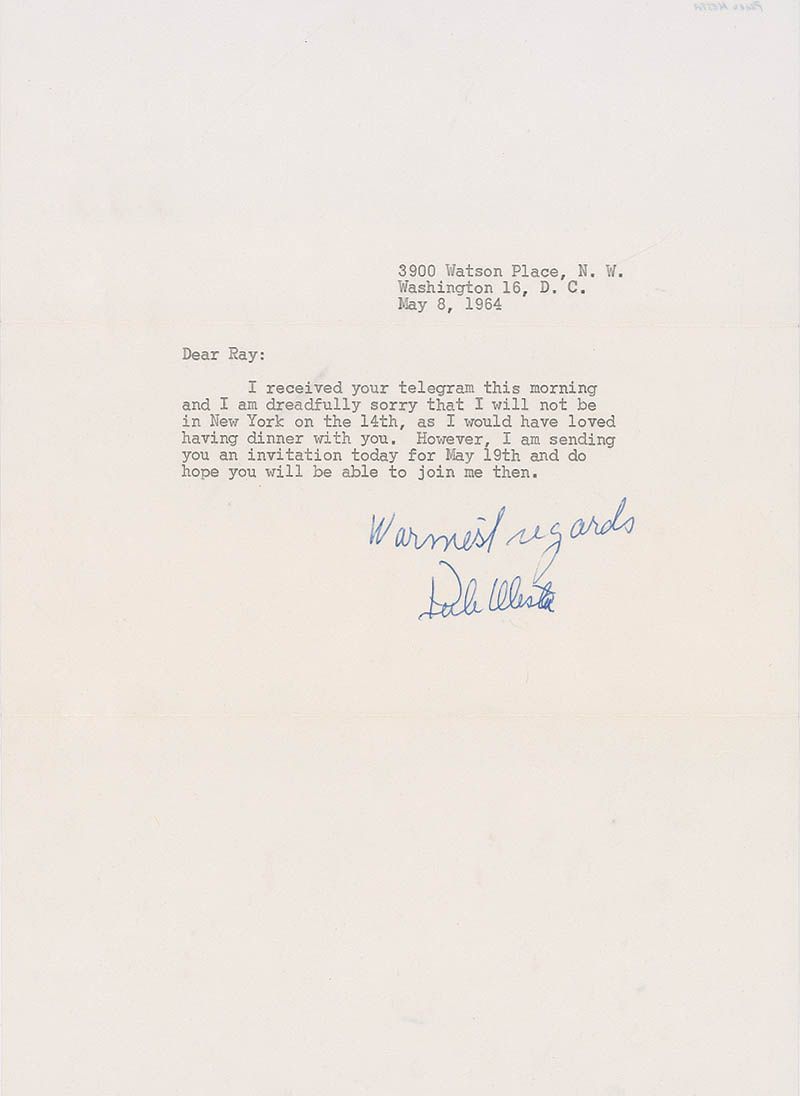 3900 Watson Place, N. W.
Washington 16, D. C.
May 8, 1964
Dear Ray:
I received your telegram this morning
and I am dreadfully sorry that I will not be
in New York on the 14th, as I would have loved
having dinner with you. However, I am sending
you an invitation today for May 19th and do
hope you will be able to join me then.
Warmest regards
Perle Mesta